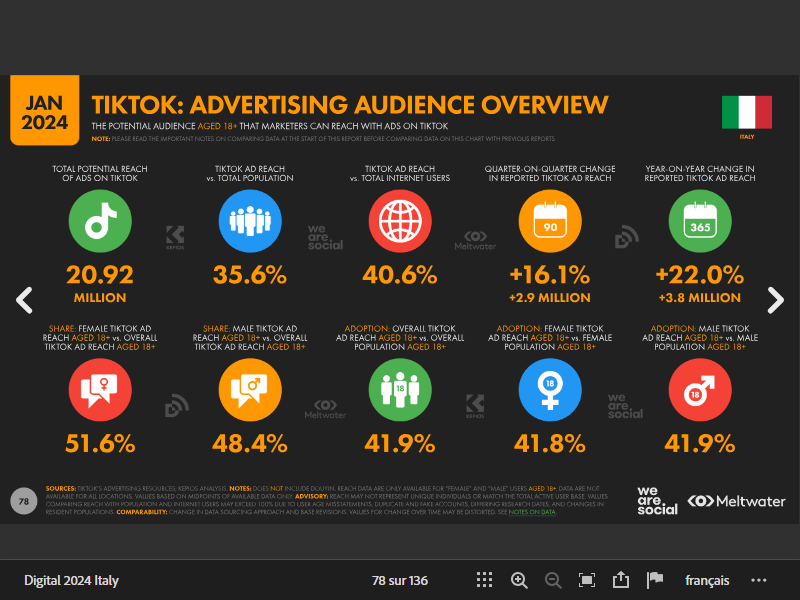 JAN
2024
TIKTOK: ADVERTISING AUDIENCE OVERVIEW
THE POTENTIAL AUDIENCE AGED 18+ THAT MARKETERS CAN REACH WITH ADS ON TIKTOK
NOTE: PLEASE READ THE IMPORTANT NOTES ON COMPARING DATA AT THE START OF THIS REPORT BEFORE COMPARING DATA ON THIS CHART WITH PREVIOUS REPORTS
ITALY
TOTAL POTENTIAL REACH
OF ADS ON TIKTOK
20.92
MILLION
TIKTOK AD REACH
vs. TOTAL POPULATION
35.6%
TIKTOK AD REACH
vs. TOTAL INTERNET USERS
40.6%
QUARTER-ON-QUARTER CHANGE
IN REPORTED TIKTOK AD REACH
90
+16.1%
+2.9 MILLION
YEAR-ON-YEAR CHANGE IN
REPORTED TIKTOK AD REACH
365
+22.0%
+3.8 MILLION
KEPIOS
we
are.
social
Meltwater
SHARE: FEMALE TIKTOK AD
REACH AGED 18+ vs. OVERALL
TIKTOK AD REACH AGED 18+
51.6%
SHARE: MALE TIKTOK AD
REACH AGED 18+ vs. OVERALL
TIKTOK AD REACH AGED 18+
48.4%
ADOPTION: OVERALL TIKTOK
AD REACH AGED 18+ vs. OVERALL
POPULATION AGED 18+
18
41.9%
ADOPTION: FEMALE TIKTOK
AD REACH AGED 18+ vs. FEMALE
POPULATION AGED 18+
18
41.8%
ADOPTION: MALE TIKTOK
AD REACH AGED 18+ vs. MALE
POPULATION AGED 18+
18
41.9%
Meltwater
KEPIOS
we
are.
social
78
SOURCES: TIKTOK'S ADVERTISING RESOURCES; KEPIOS ANALYSIS. NOTES: DOES NOT INCLUDE DOUYIN. REACH DATA ARE ONLY AVAILABLE FOR "FEMALE" AND "MALE" USERS AGED 18+. DATA ARE NOT
AVAILABLE FOR ALL LOCATIONS. VALUES BASED ON MIDPOINTS OF AVAILABLE DATA ONLY. ADVISORY: REACH MAY NOT REPRESENT UNIQUE INDIVIDUALS OR MATCH THE TOTAL ACTIVE USER BASE. VALUES
COMPARING REACH WITH POPULATION AND INTERNET USERS MAY EXCEED 100% DUE TO USER AGE MISSTATEMENTS, DUPLICATE AND FAKE ACCOUNTS, DIFFERING RESEARCH DATES, AND CHANGES IN
RESIDENT POPULATIONS. COMPARABILITY: CHANGE IN DATA SOURCING APPROACH AND BASE REVISIONS. VALUES FOR CHANGE OVER TIME MAY BE DISTORTED. SEE NOTES ON DATA.
we
are.
social
Meltwater
Digital 2024 Italy
78 sur 136
français